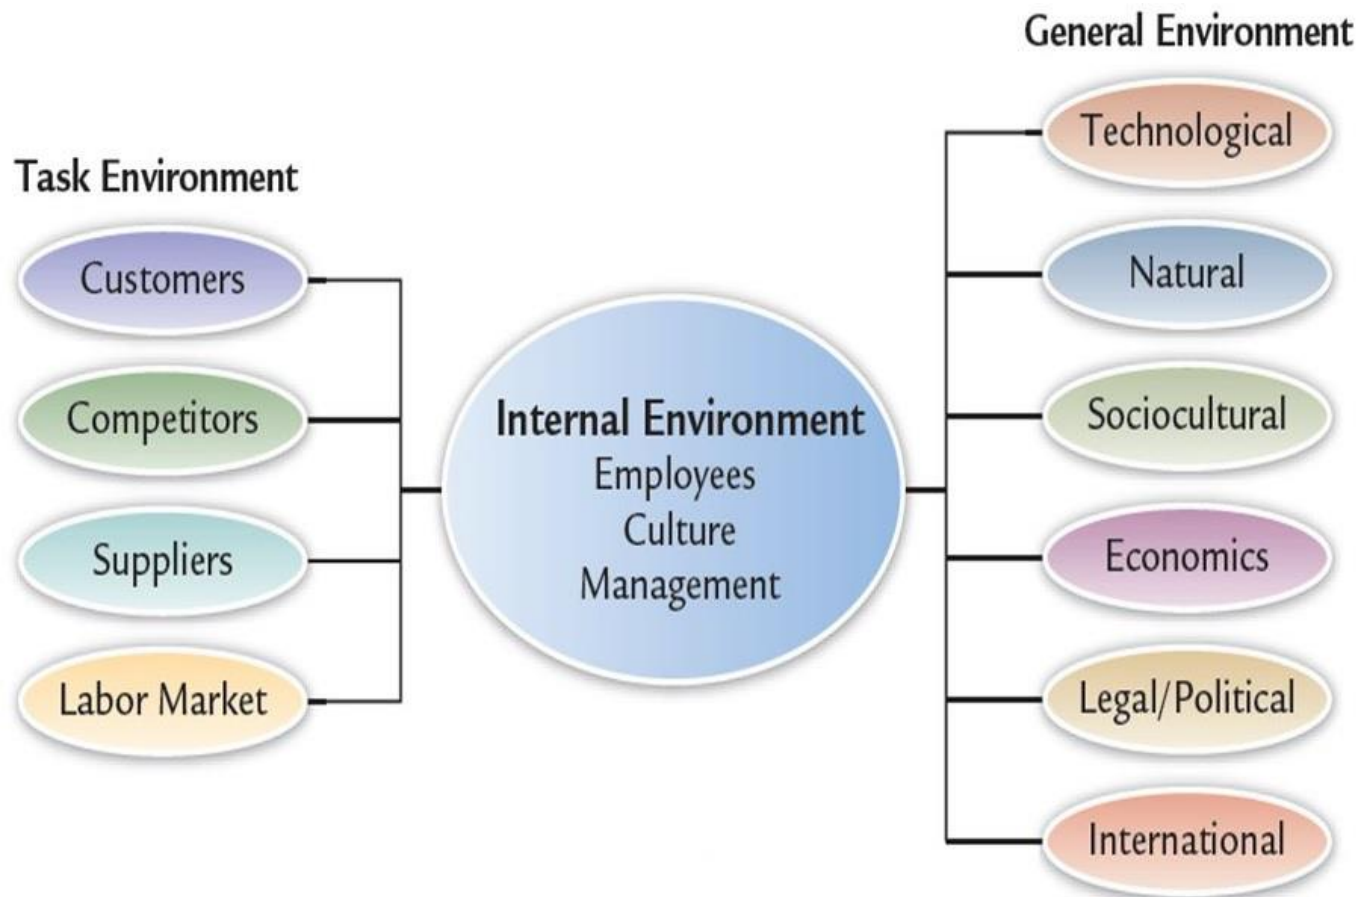 Task Environment
Customers
Competitors
Suppliers
Labor Market
Internal Environment
Employees
Culture
Management
General Environment
Technological
Natural
Sociocultural
Economics
Legal/Political
International